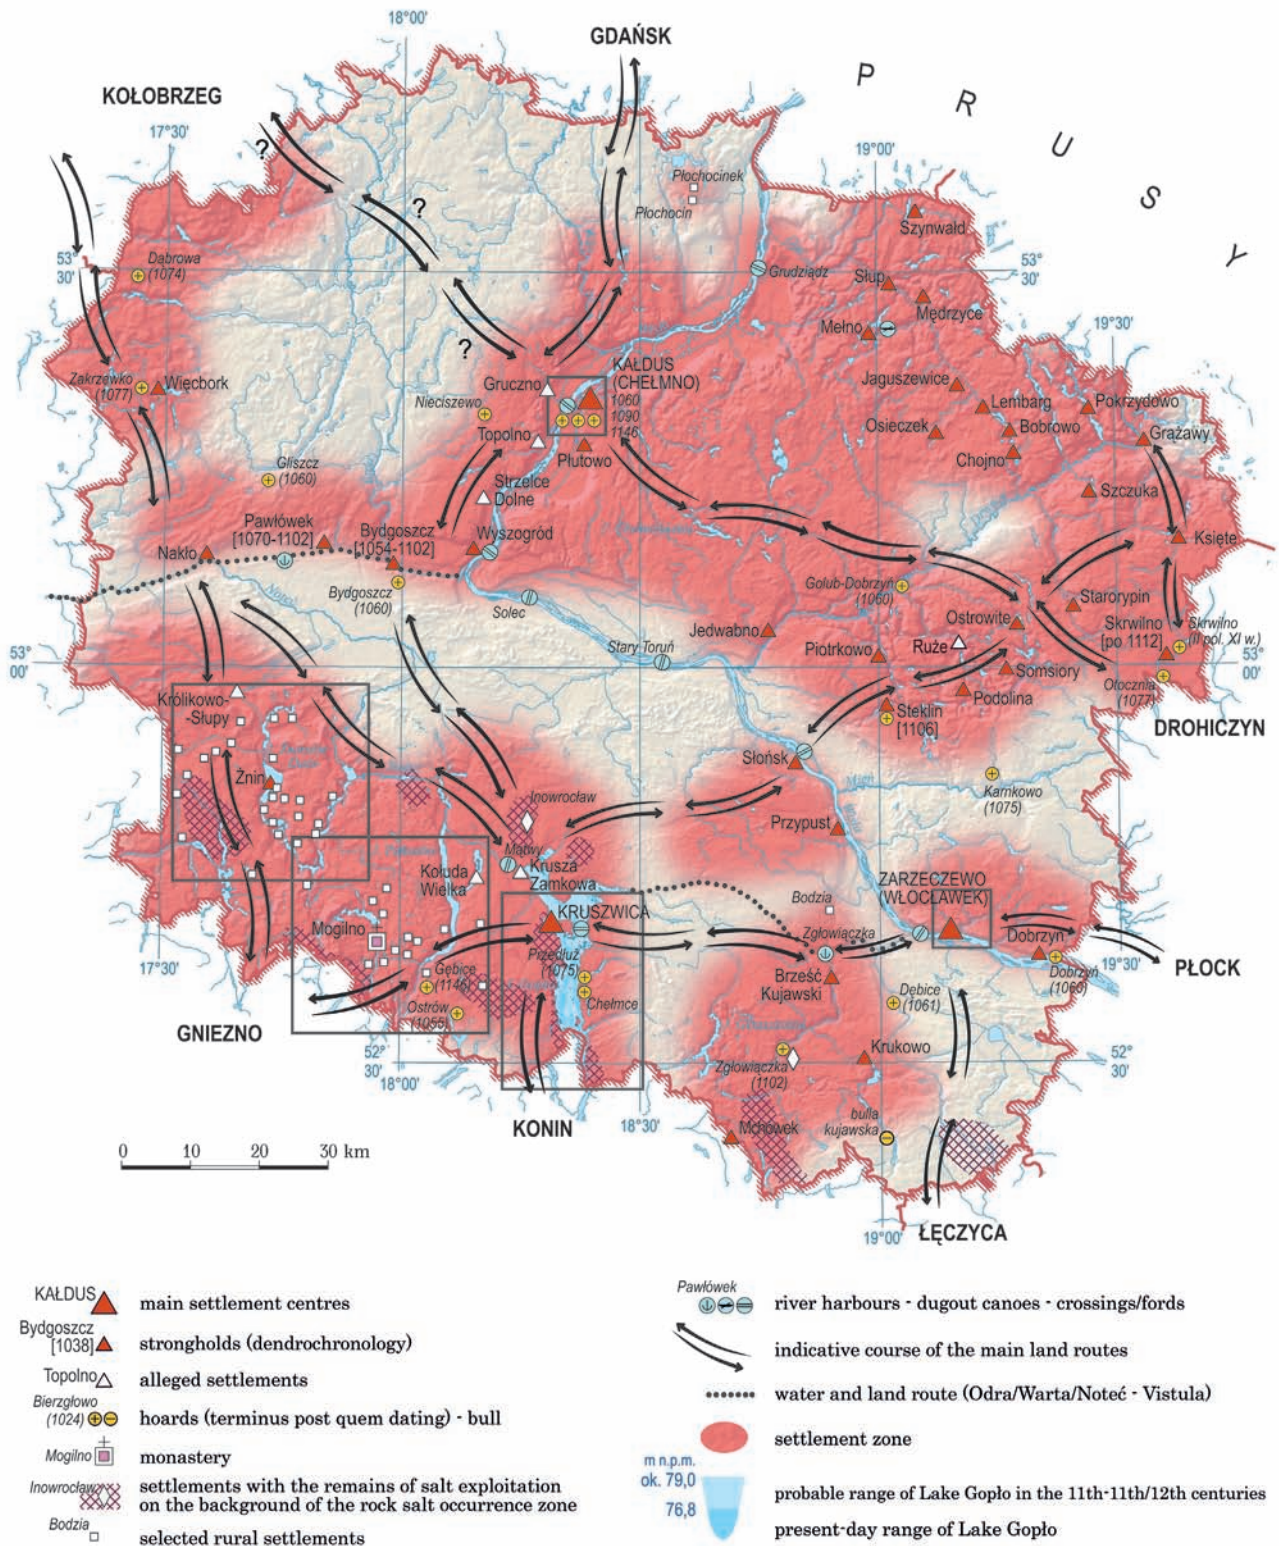 18°00'
GDAŃSK
KOŁOBRZEG
P R U S Y
17°30'
?
19°00'
Płochocinek
Płochocin
Szynwałd
?
53°
30'
Dąbrowa
(1074)
Grudziądz
53°
30'
Słup
Mędrzyce
Mełno
19°30'
?
KAŁDUS
(CHEŁMNO)
1060
1090
1146
Gruczno
Zakrzewko
(1077)
Więcbork
Nieciszewo
Jaguszewice
Lembarg
Pokrzydowo
Topolno
Osieczek
Bobrowo
Grażawy
Płutowo
Chojno
Gliszcz
(1060)
Strzelce
Dolne
Szczuka
Pawłówek
[1070-1102]
Bydgoszcz
[1054-1102]
Wyszogród
Nakło
Księte
Bydgoszcz
(1060)
Solec
Golub-Dobrzyń
(1060)
Starorypin
Ostrowite
Skrwilno
[po 1112]
Skrwilno
(II pol. XI w.)
Jedwabno
Stary Toruń
Piotrkowo
Ruże
53°
00'
53°
00'
Somsiory
Otocznia
(1077)
Królikowo-
-Słupy
Podolina
Steklin
[1106]
DROHICZYN
Słońsk
Mień
Żnin
Karnkowo
(1075)
Inowrocław
Przypust
Mątwy
Krusza
Zamkowa
Kołuda
Wielka
ZARZECZEWO
(WŁOCŁAWEK)
Bodzia
KRUSZWICA
Mogilno
Zgłowiączka
Dobrzyń
17°30'
Przedłuż
(1075)
19°30'
PŁOCK
Gębice
(1146)
Brześć
Kujawski
Dobrzyń
(1060)
Chełmce
Dębice
(1061)
Ostrów
(1055)
GNIEZNO
Krukowo
52°
30'
18°00'
Zgłowiączka
(1102)
52°
30'
KONIN
18°30'
Mchówek
bulla
kujawska
0 10 20 30 km
19°00'
ŁĘCZYCA
KAŁDUS main settlement centres
Bydgoszcz
[1038] strongholds (dendrochronology)
Topolno alleged settlements
Bierzgłowo
(1024) hoards (terminus post quem dating) - bull
Mogilno monastery
Inowrocław settlements with the remains of salt exploitation
on the background of the rock salt occurrence zone
Bodzia
selected rural settlements
Pawłówek
river harbours - dugout canoes - crossings/fords
indicative course of the main land routes
water and land route (Odra/Warta/Noteć - Vistula)
settlement zone
m n.p.m.
ok. 79,0
probable range of Lake Gopło in the 11th-11th/12th centuries
76,8
present-day range of Lake Gopło